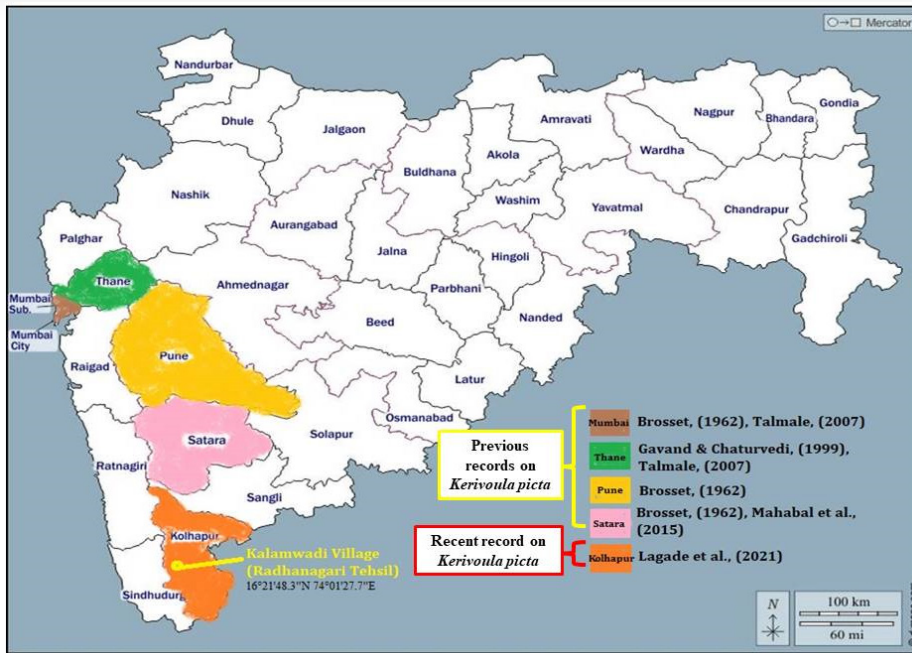 Mercator
Nandurbar
Dhule
Jalgaon
Nashik
Buldhana
Akola
Amravati
Washim
Wardha
Nagpur
Bhandara
Gondia
Chandrapur
Gadchiroli
Yavatmal
Aurangabad
Jalna
Hingoli
Parbhani
Nanded
Palghar
Thane
Mumbai
Sub.
Mumbai
City
Raigad
Pune
Ahmednagar
Beed
Latur
Osmanabad
Solapur
Satara
Ratnagiri
Sangli
Kolhapur
Sindhudurg
Kalamwadi Village
(Radhanagari Tehsil)
16°21'48.3"N 74°01'27.7"E
Previous
records on
Kerivoula picta
Mumbai Brosset, (1962), Talmale, (2007)
Thane Gavand & Chaturvedi, (1999),
Talmale, (2007)
Pune Brosset, (1962)
Satara Brosset, (1962), Mahabal et al.,
(2015)
Recent record on
Kerivoula picta
Kolhapur Lagade et al., (2021)
N
100 km
60 mi